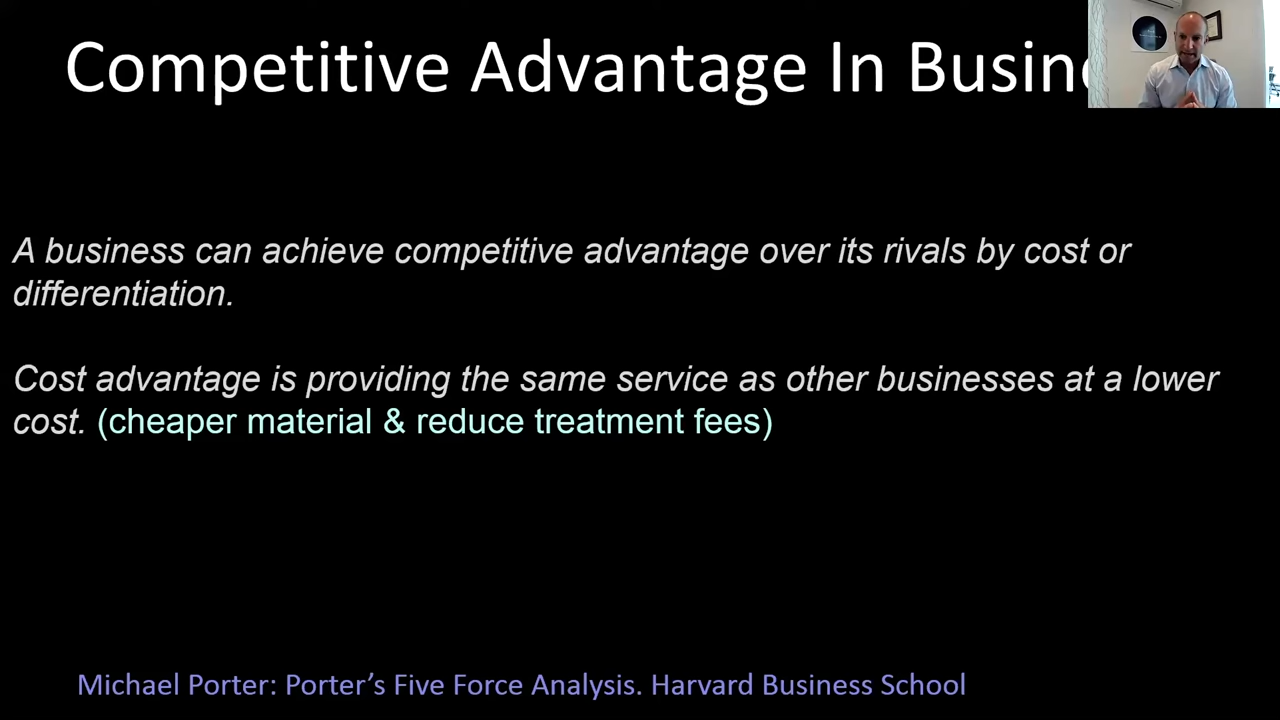 Competitive Advantage In Busin
A business can achieve competitive advantage over its rivals by cost or
differentiation.
Cost advantage is providing the same service as other businesses at a lower
cost. (cheaper material & reduce treatment fees)
Michael Porter: Porter’s Five Force Analysis. Harvard Business School